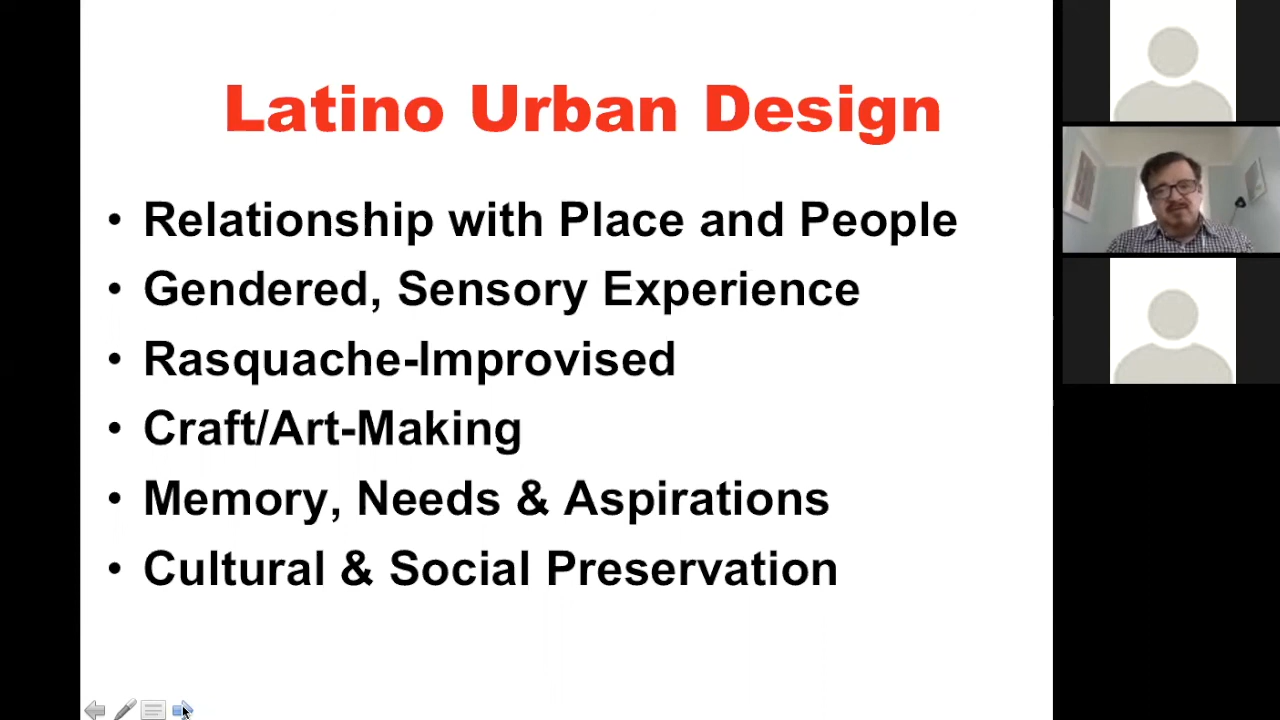 Latino Urban Design
• Relationship with Place and People
• Gendered, Sensory Experience
• Rasquache-Improvised
• Craft/Art-Making
• Memory, Needs & Aspirations
• Cultural & Social Preservation